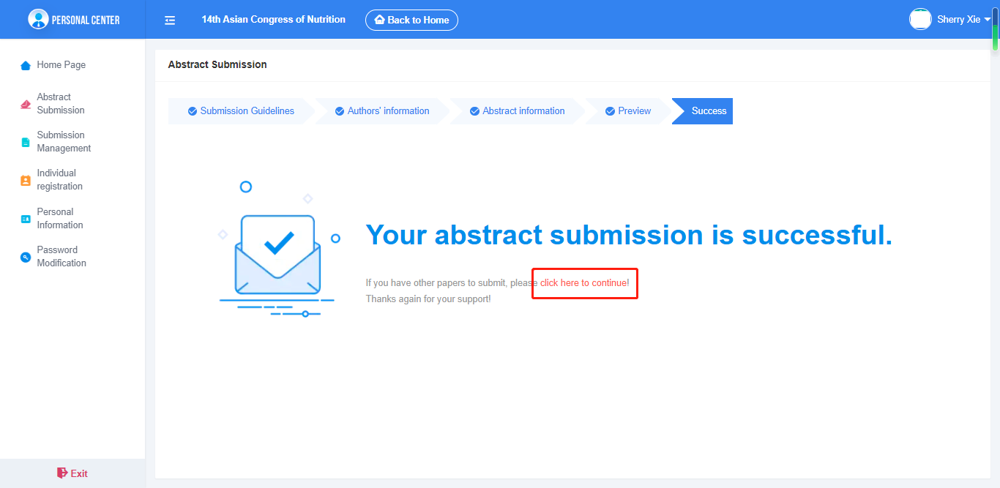 PERSONAL CENTER
14th Asian Congress of Nutrition
Back to Home
Sherry Xie
Home Page
Abstract
Submission
Submission
Management
Individual
registration
Personal
Information
Password
Modification
Exit
Abstract Submission
Submission Guidelines
Authors' information
Abstract information
Preview
Success
Your abstract submission is successful.
If you have other papers to submit, please click here to continue!
Thanks again for your support!